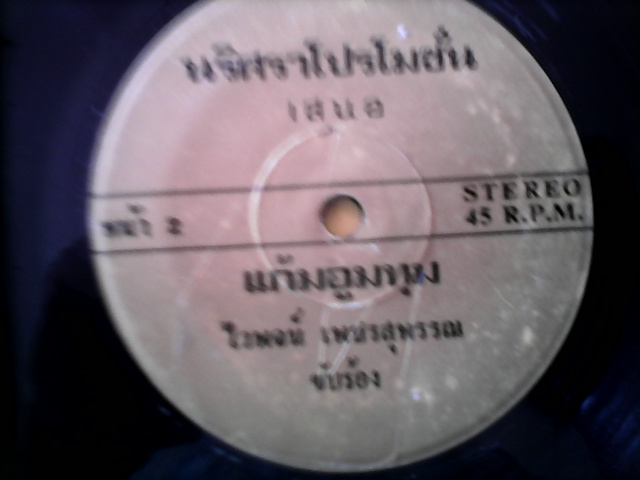 นริศราโปรโมชั่น
เสนอ
STEREO
หน้า 2
45 R.P.M.
ไวพจน์ เพชรสุพรรณ
ขับร้อง